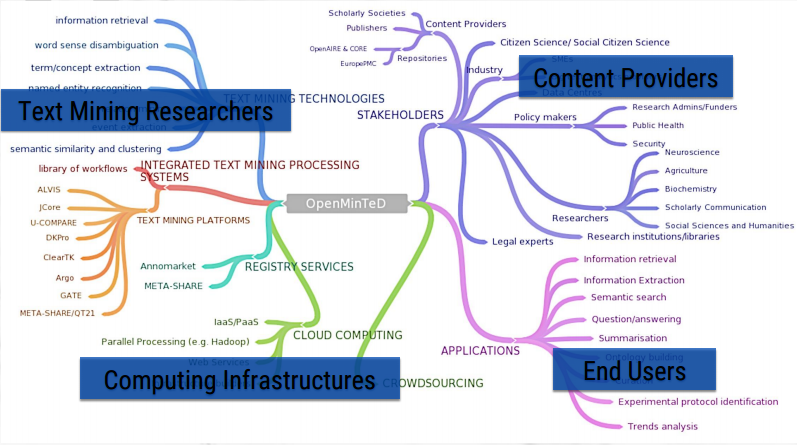 information retrieval
word sense disambiguation
term/concept extraction
named entity recognition
TEXT MINING TECHNOLOGIES
Text Mining Researchers
event extraction
semantic similarity and clustering
library of workflows
INTEGRATED TEXT MINING PROCESSING
SYSTEMS
ALVIS
JCore
U-COMPARE
DKPro
ClearTK
Argo
GATE
META-SHARE/QT21
TEXT MINING PLATFORMS
OpenMinTeD
Annomarket
META-SHARE
REGISTRY SERVICES
IaaS/PaaS
Parallel Processing (e.g. Hadoop)
Web Services
CLOUD COMPUTING
Computing Infrastructures
CROWDSOURCING
Scholarly Societies
Publishers
OpenAIRE & CORE
EuropePMC
Repositories
Content Providers
Citizen Science/ Social Citizen Science
Industry
SMEs
Content Providers
Data Centres
STAKEHOLDERS
Policy makers
Research Admins/Funders
Public Health
Security
Neuroscience
Agriculture
Biochemistry
Scholarly Communication
Social Sciences and Humanities
Researchers
Research institutions/libraries
Legal experts
APPLICATIONS
Information retrieval
Information Extraction
Semantic search
Question/answering
Summarisation
Ontology building
End Users
Experimental protocol identification
Trends analysis